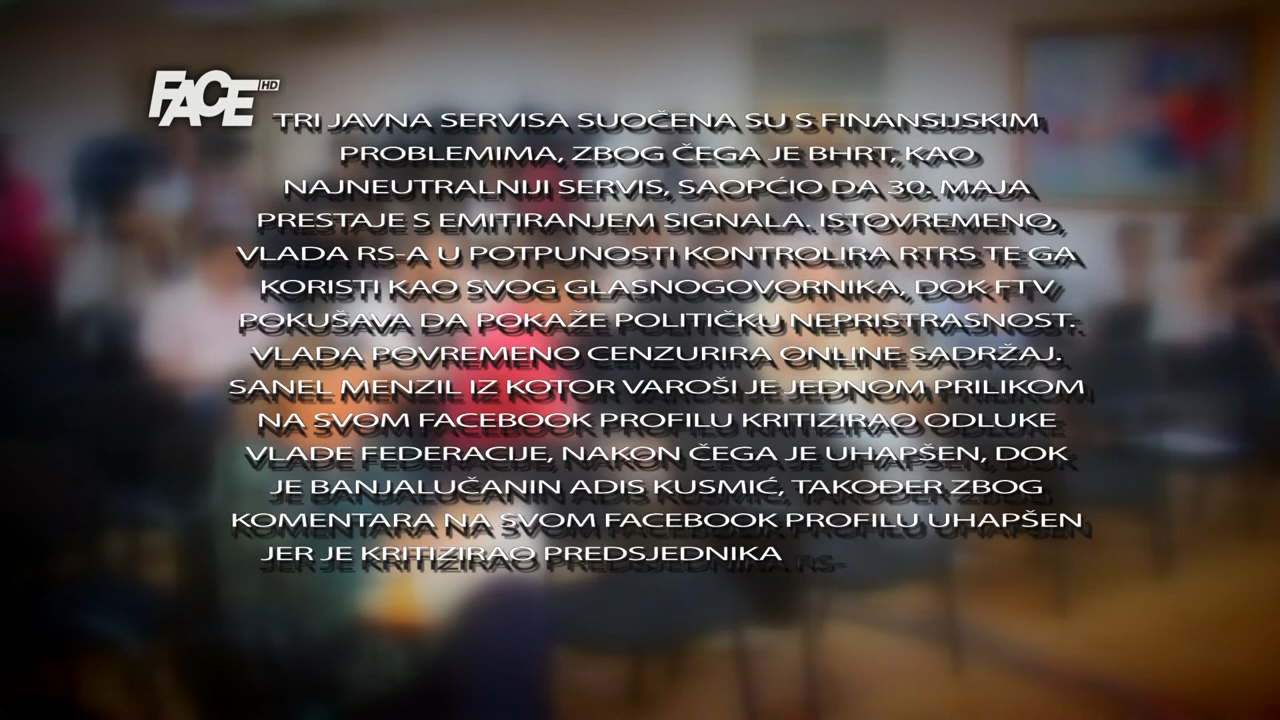 FACE HD
TRI JAVNA SERVISA SUOČENA SU S FINANSIJSKIM
PROBLEMIMA, ZBOG ČEGA JE BHRT, KAO
NAJNEUTRALNIJI SERVIS, SAOPĆIO DA 30. MAJA
PRESTAJE S EMITIRANJEM SIGNALA. ISTOVREMENO,
VLADA RS-A U POTPUNOSTI KONTROLIRA RTRS TE GA
KORISTI KAO SVOG GLASNOGOVORNIKA, DOK FTV
POKUŠAVA DA POKAŽE POLITIČKU NEPRISTRASNOST.
VLADA POVREMENO CENZURIRA ONLINE SADRŽAJ.
SANEL MENZIL IZ KOTOR VAROŠI JE JEDNOM PRILIKOM
NA SVOM FACEBOOK PROFILU KRITIZIRAO ODLUKE
VLADE FEDERACIJE, NAKON ČEGA JE UHAPŠEN, DOK
JE BANJALUČANIN ADIS KUSMIĆ, TAKOĐER ZBOG
KOMENTARA NA SVOM FACEBOOK PROFILU UHAPŠEN
JER JE KRITIZIRAO PREDSJEDNIKA RS-